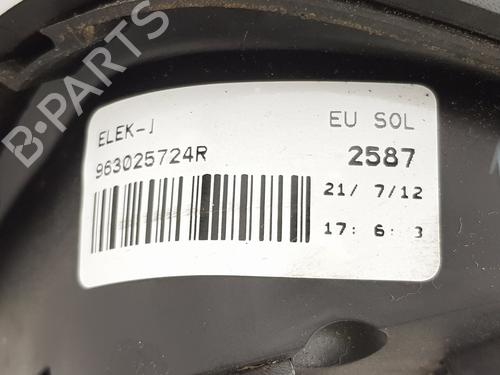 ELEK-J
963025724R
EU SOL
2587
21/ 7/12
17: 6: 3
B-PARTS